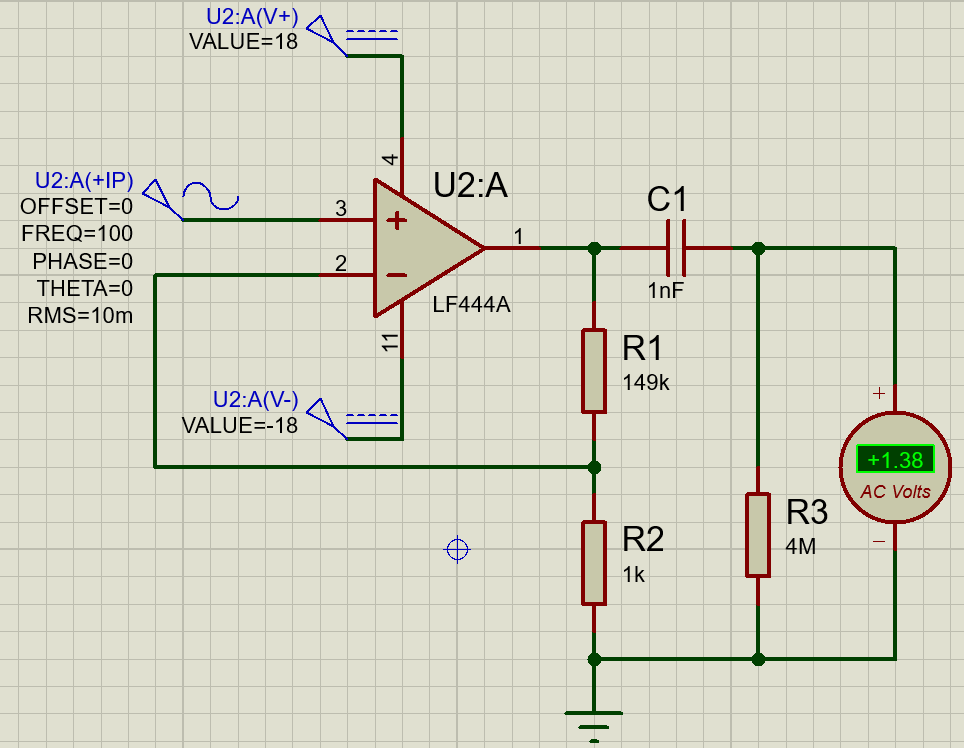 U2:A(V+)
VALUE=18
4
U2:A
U2:A(+IP)
OFFSET=0
FREQ=100
PHASE=0
THETA=0
RMS=10m
3
+
2
−
1
LF444A
11
C1
1nF
R1
149k
U2:A(V-)
VALUE=-18
+
+1.38
AC Volts
−
R2
1k
R3
4M